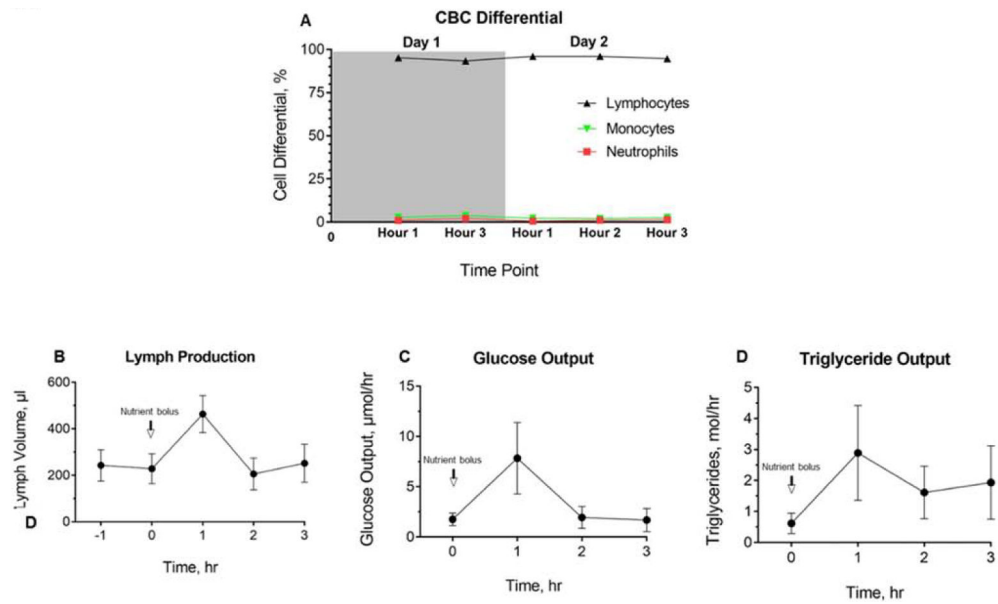 A
CBC Differential
Day 1
Day 2
Cell Differential, %
100
75
50
25
0
Lymphocytes
Monocytes
Neutrophils
0
Hour 1
Hour 3
Hour 1
Hour 2
Hour 3
Time Point
B
Lymph Production
Lymph Volume, µl
600
400
200
0
Nutrient bolus
D
-1
0
1
2
3
Time, hr
C
Glucose Output
Glucose Output, µmol/hr
15
10
5
0
Nutrient bolus
0
1
2
3
Time, hr
D
Triglyceride Output
Triglycerides, mol/hr
5
4
3
2
1
0
Nutrient bolus
0
1
2
3
Time, hr